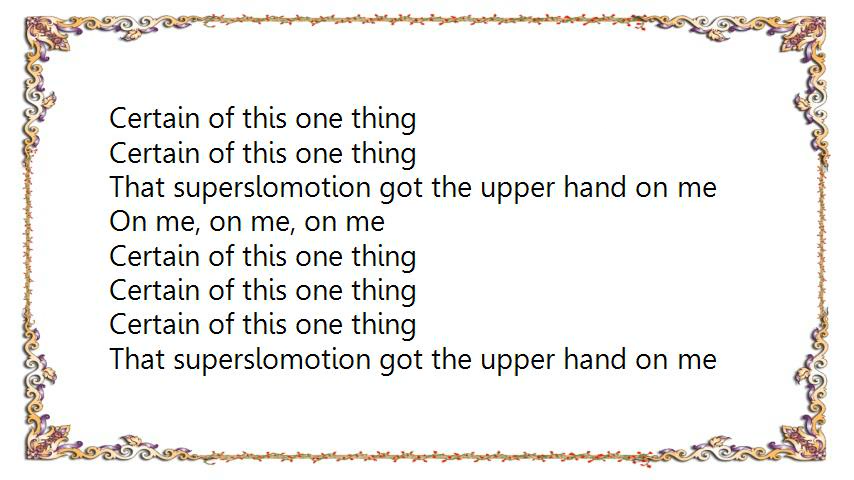 Certain of this one thing
Certain of this one thing
That superslomotion got the upper hand on me
On me, on me, on me
Certain of this one thing
Certain of this one thing
Certain of this one thing
That superslomotion got the upper hand on me